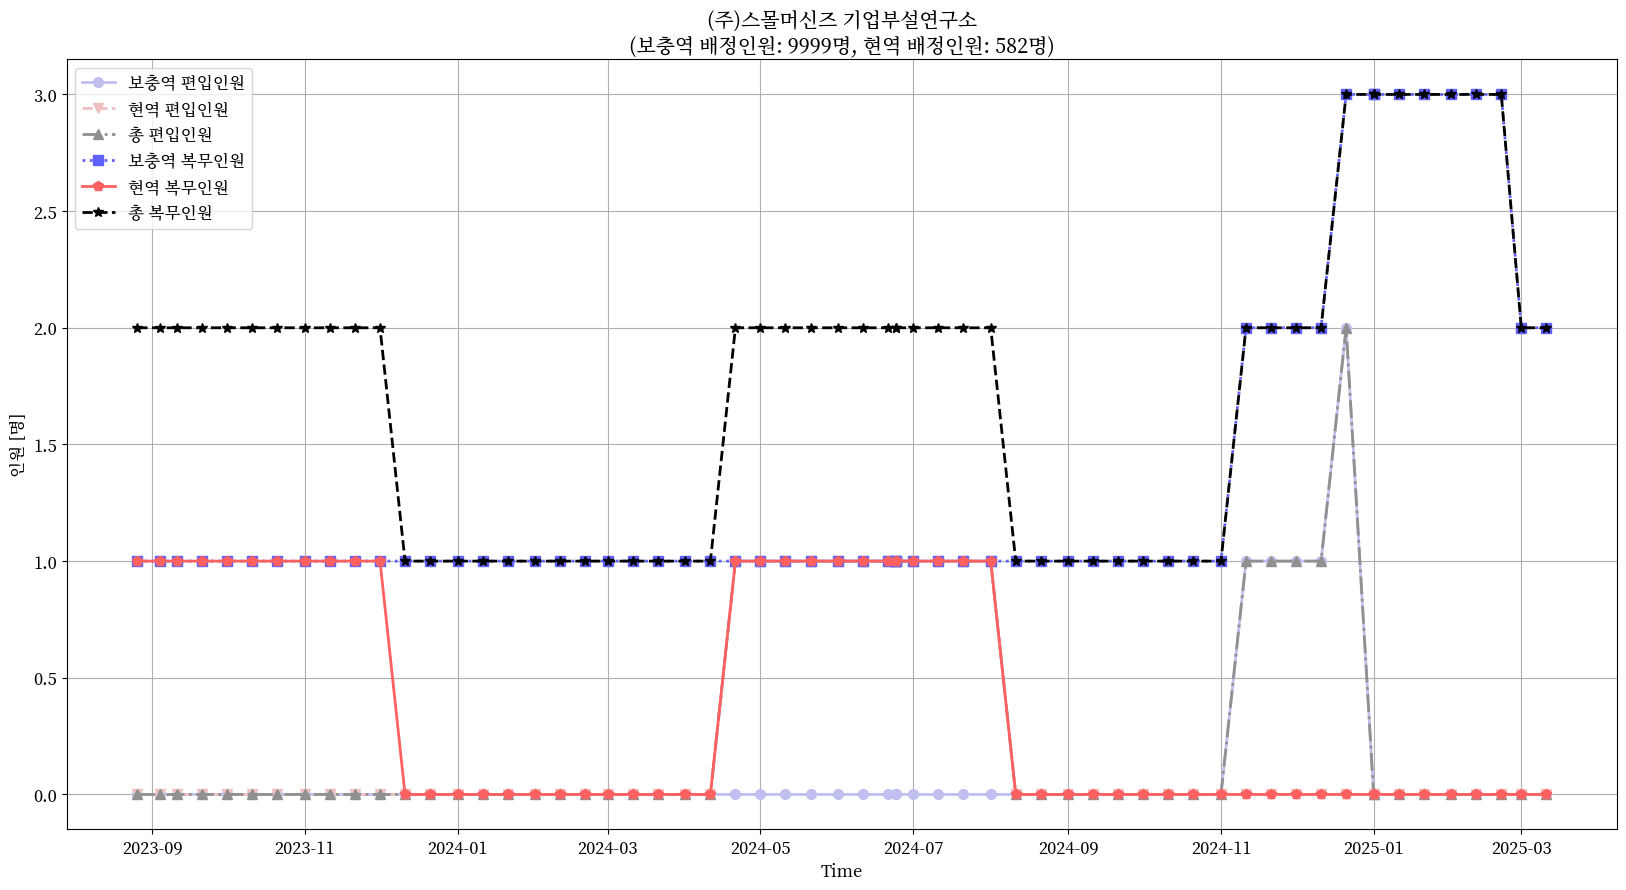 (주)스몰머신즈 기업부설연구소
(보충역 배정인원: 9999명, 현역 배정인원: 582명)
보충역 편입인원
현역 편입인원
총 편입인원
보충역 복무인원
현역 복무인원
총 복무인원
3.0
2.5
2.0
1.5
1.0
0.5
0.0
인원 [명]
2023-09 2023-11 2024-01 2024-03 2024-05 2024-07 2024-09 2024-11 2025-01 2025-03
Time